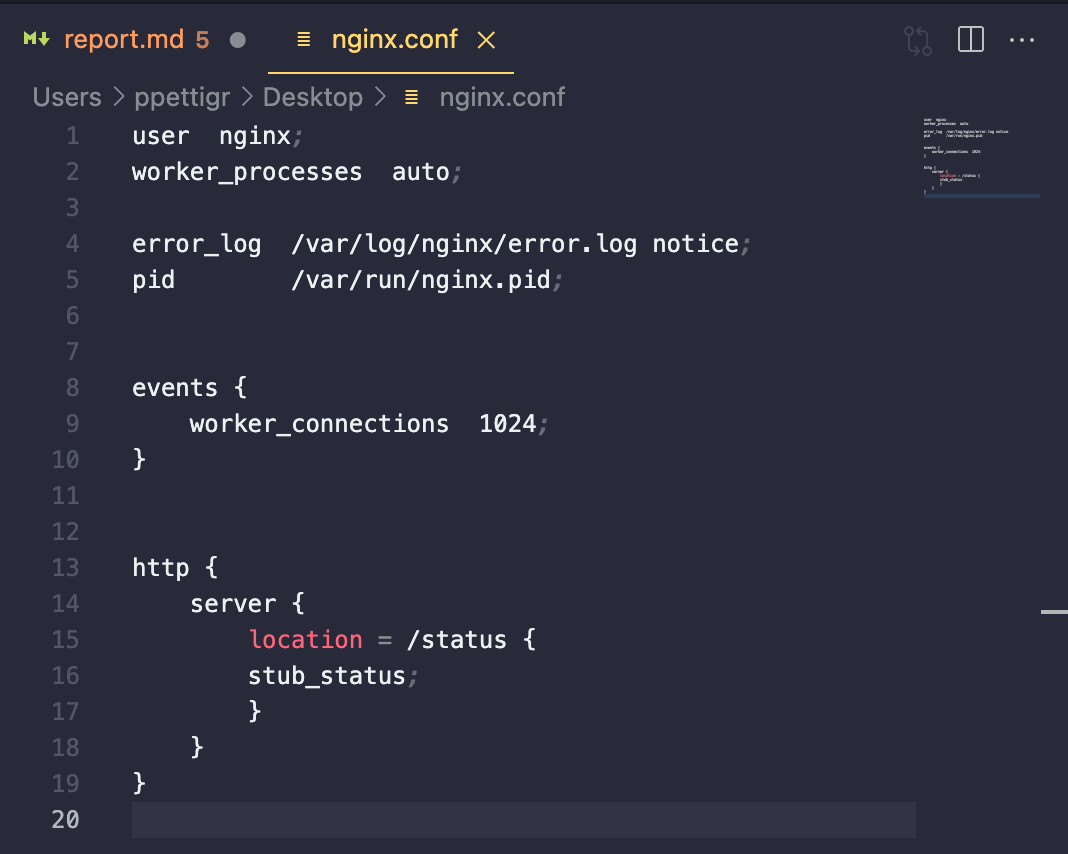 M↓ report.md 5 ● ≡ nginx.conf ×
Users > ppettigr > Desktop > ≡ nginx.conf
1 user  nginx;
2 worker_processes  auto;
3
4 error_log  /var/log/nginx/error.log notice;
5 pid        /var/run/nginx.pid;
6
7
8 events {
9     worker_connections  1024;
10 }
11
12
13 http {
14     server {
15         location = /status {
16         stub_status;
17         }
18     }
19 }
20